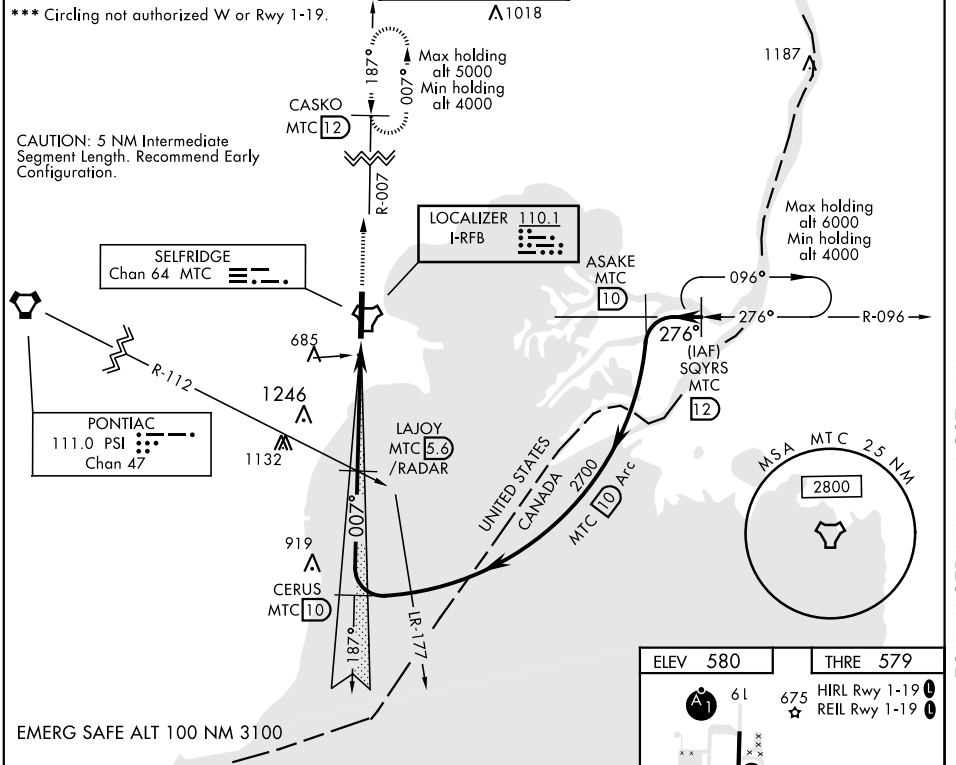 *** Circling not authorized W or Rwy 1-19.
1018
1187
187°
007°
Max holding
alt 5000
Min holding
alt 4000
CASKO
MTC 12
CAUTION: 5 NM Intermediate
Segment Length. Recommend Early
Configuration.
R-007
LOCALIZER 110.1
I-RFB
SELFRIDGE
Chan 64 MTC
Max holding
alt 6000
Min holding
alt 4000
ASAKE
MTC
10
096°
276°
R-096
276°
(IAF)
SQYRS
MTC
12
685
R-112
1246
1132
PONTIAC
111.0 PSI
Chan 47
LAJOY
MTC 5.6
/RADAR
UNITED STATES
CANADA
2700
MTC 10 Arc
MSA MTC 25 NM
2800
007°
919
CERUS
MTC 10
187°
LR-177
EMERG SAFE ALT 100 NM 3100
ELEV 580
THRE 579
A1
61
675
HIRL Rwy 1-19 L
REIL Rwy 1-19 L